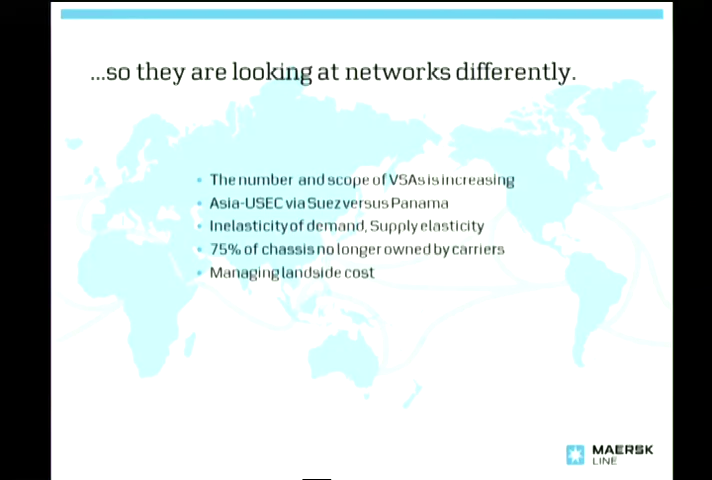 ...so they are looking at networks differently.
The number and scope of VSAs is increasing
Asia-USEC via Suez versus Panama
Inelasticity of demand, Supply elasticity
75% of chassis no longer owned by carriers
Managing landside cost
MAERSK
LINE